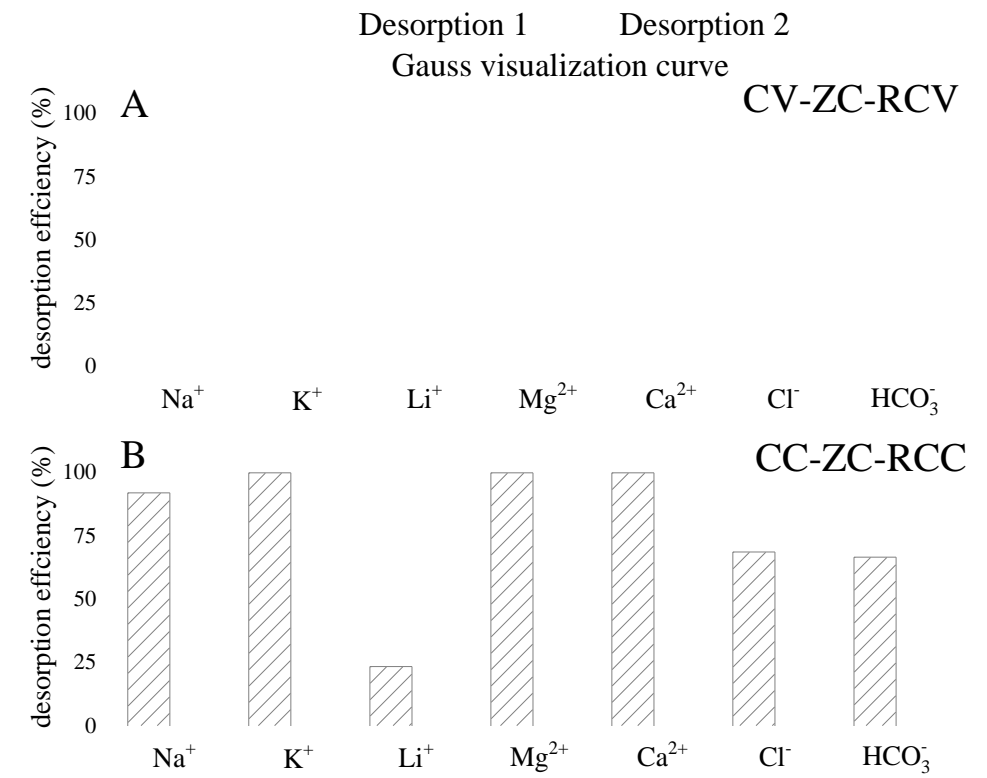 Desorption 1 Desorption 2
Gauss visualization curve
A
CV-ZC-RCV
desorption effciency (%)
100
75
50
25
0
Na⁺ K⁺ Li⁺ Mg²⁺ Ca²⁺ Cl⁻ HCO₃⁻
B
CC-ZC-RCC
desorption effciency (%)
100
75
50
25
0
Na⁺ K⁺ Li⁺ Mg²⁺ Ca²⁺ Cl⁻ HCO₃⁻